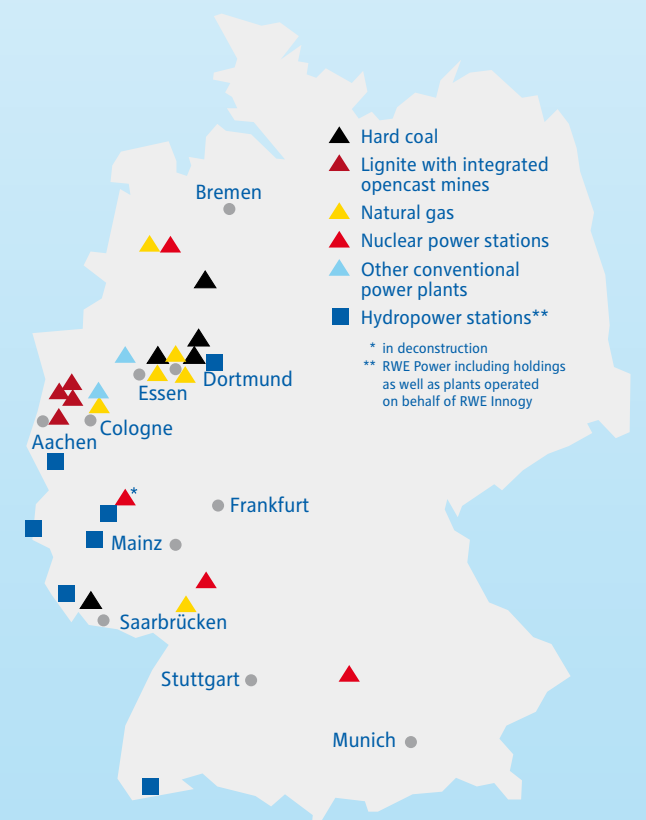 Hard coal
Lignite with integrated
opencast mines
Natural gas
Nuclear power stations
Other conventional
power plants
Hydropower stations**
* in deconstruction
** RWE Power including holdings
as well as plants operated
on behalf of RWE Innogy
Bremen
Dortmund
Essen
Cologne
Aachen
*
Frankfurt
Mainz
Saarbrücken
Stuttgart
Munich